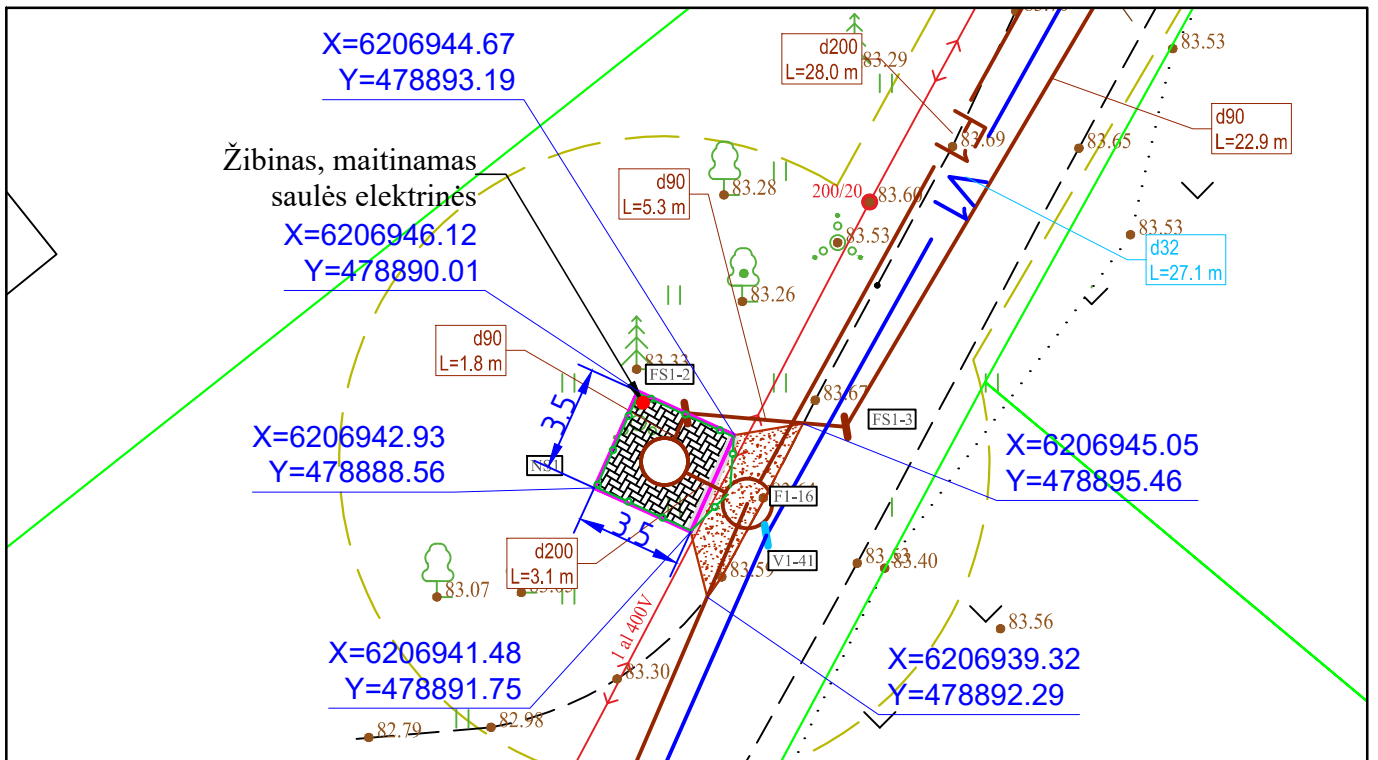 X=6206944.67
Y=478893.19
Žibinas, maitinamas
saulės elektrinės
X=6206946.12
Y=478890.01
d200
L=28.0 m
83.29
83.53
d90
L=22.9 m
83.69
83.65
83.28
d90
L=5.3 m
200/20
83.60
83.53
83.53
d32
L=27.1 m
83.26
d90
L=1.8 m
83.33
FS1-2
83.67
FS1-3
3.5
X=6206942.93
Y=478888.56
NS1
X=6206945.05
Y=478895.46
F1-16
3.5
V1-41
d200
L=3.1 m
83.59
83.53
83.40
83.07
1 al 400V
83.56
X=6206941.48
Y=478891.75
83.30
X=6206939.32
Y=478892.29
82.79
82.98